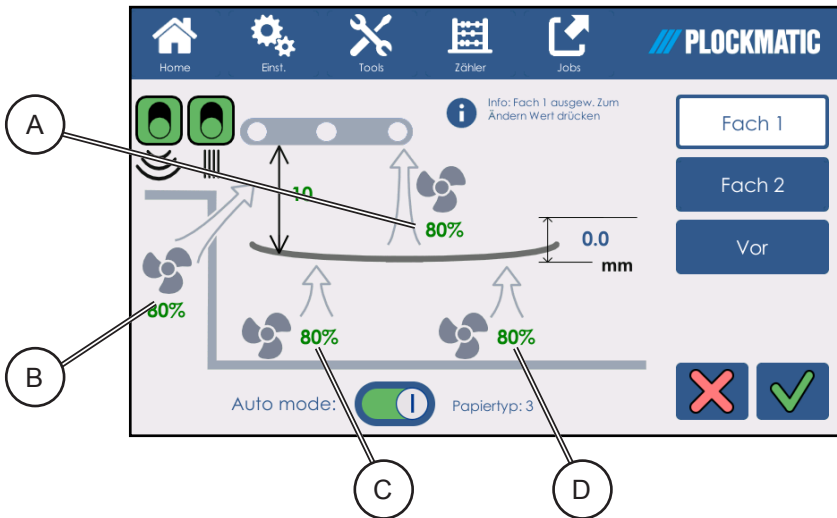 Home
Einst.
Tools
Zähler
Jobs
PLOCKMATIC
A
Info: Fach 1 ausgew. Zum
Ändern Wert drücken
Fach 1
Fach 2
10
80%
0.0
mm
Vor
80%
B
80%
80%
Auto mode:
Papiertyp: 3
C
D